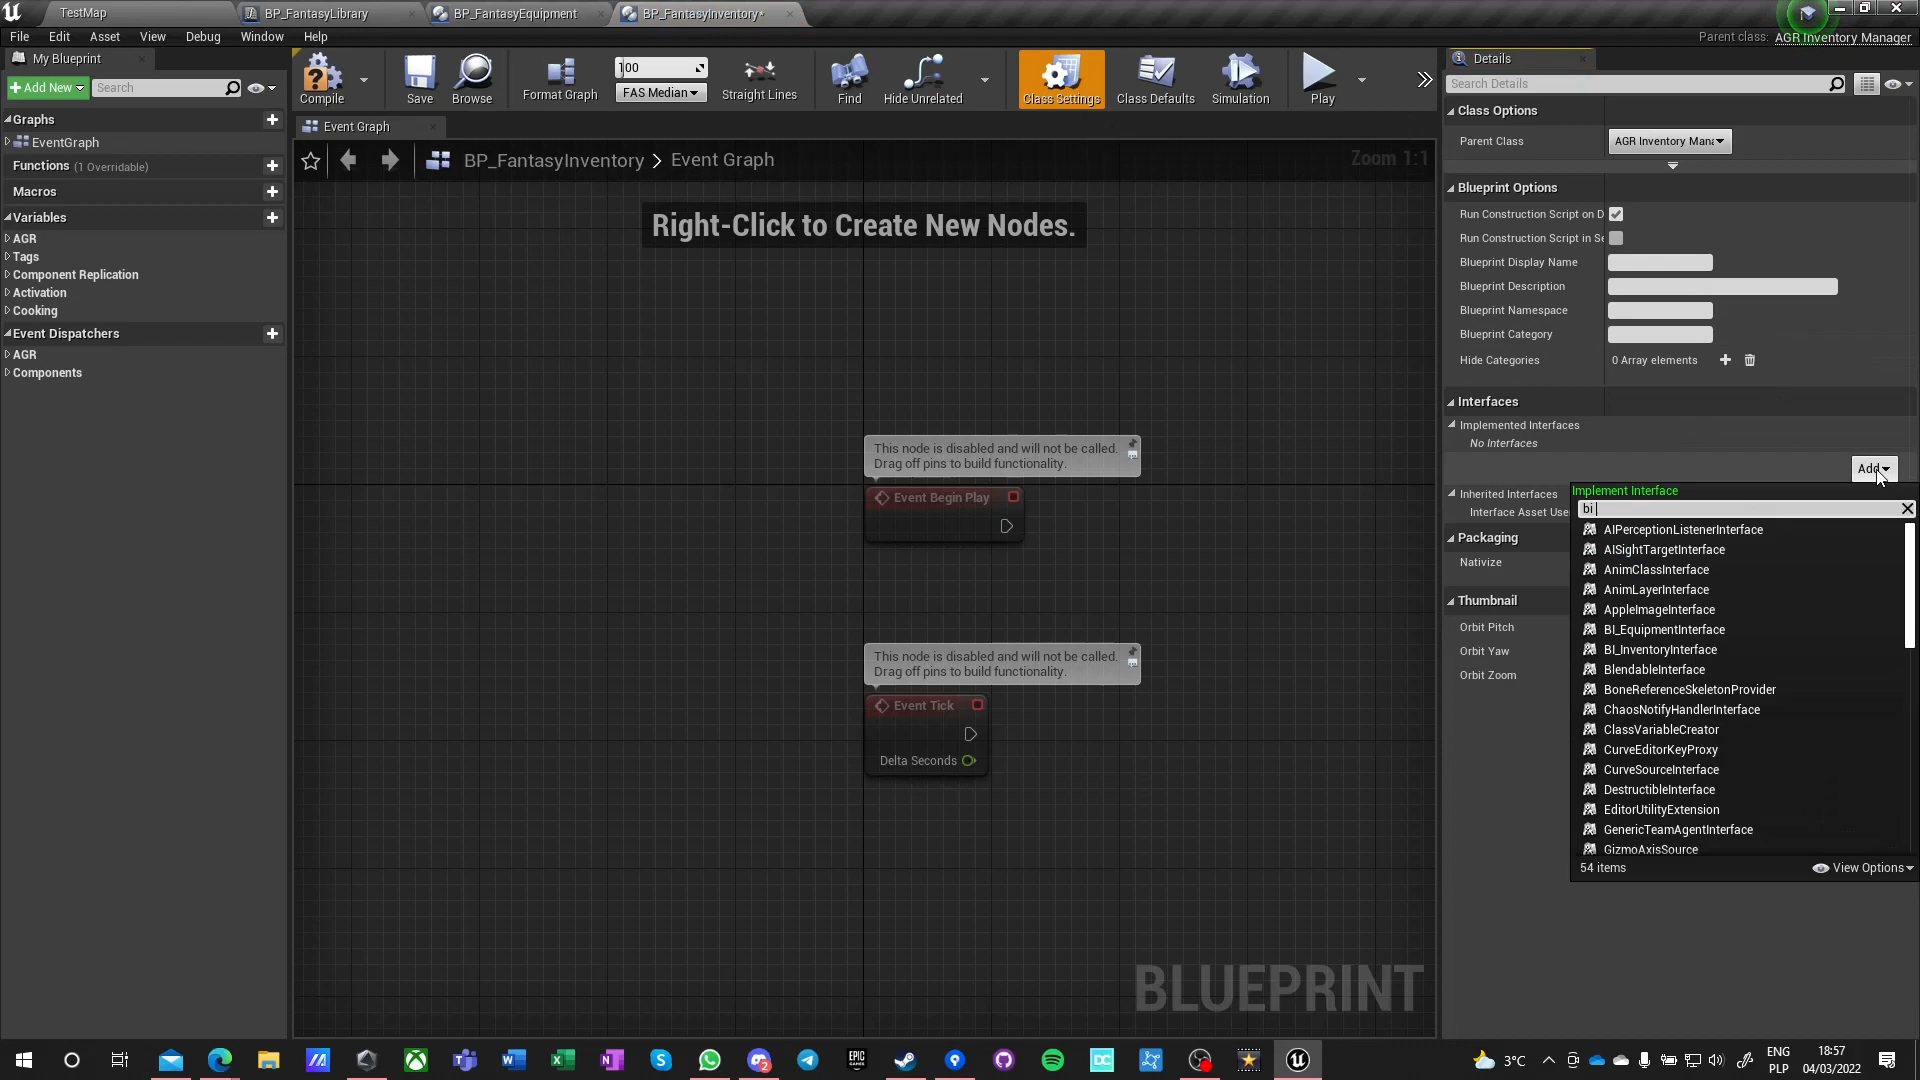 TestMap
BP_FantasyLibrary
BP_FantasyEquipment
BP_FantasyInventory*
File
Edit
Asset
View
Debug
Window
Help
Parent class: AGR Inventory Manager
My Blueprint
Add New
Search
Graphs
EventGraph
Functions (1 Overridable)
Macros
Variables
AGR
Tags
Component Replication
Activation
Cooking
Event Dispatchers
AGR
Components
Compile
Save
Browse
Format Graph
100
FAS Median
Straight Lines
Find
Hide Unrelated
Class Settings
Class Defaults
Simulation
Play
Event Graph
BP_FantasyInventory > Event Graph
Zoom 1:1
Right-Click to Create New Nodes.
This node is disabled and will not be called.
Drag off pins to build functionality.
Event Begin Play
This node is disabled and will not be called.
Drag off pins to build functionality.
Event Tick
Delta Seconds
BLUEPRINT
Details
Search Details
Class Options
Parent Class
AGR Inventory Mana
Blueprint Options
Run Construction Script on D
Run Construction Script in Se
Blueprint Display Name
Blueprint Description
Blueprint Namespace
Blueprint Category
Hide Categories
0 Array elements
Interfaces
Implemented Interfaces
No Interfaces
Add
Inherited Interfaces
Interface Asset Use
Packaging
Nativize
Thumbnail
Orbit Pitch
Orbit Yaw
Orbit Zoom
Implement Interface
bi
AIPerceptionListenerInterface
AISightTargetInterface
AnimClassInterface
AnimLayerInterface
AppleImageInterface
BI_EquipmentInterface
BI_InventoryInterface
BlendableInterface
BoneReferenceSkeletonProvider
ChaosNotifyHandlerInterface
ClassVariableCreator
CurveEditorKeyProxy
CurveSourceInterface
DestructibleInterface
EditorUtilityExtension
GenericTeamAgentInterface
GizmoAxisSource
54 items
View Options
3°C
ENG
PLP
18:57
04/03/2022